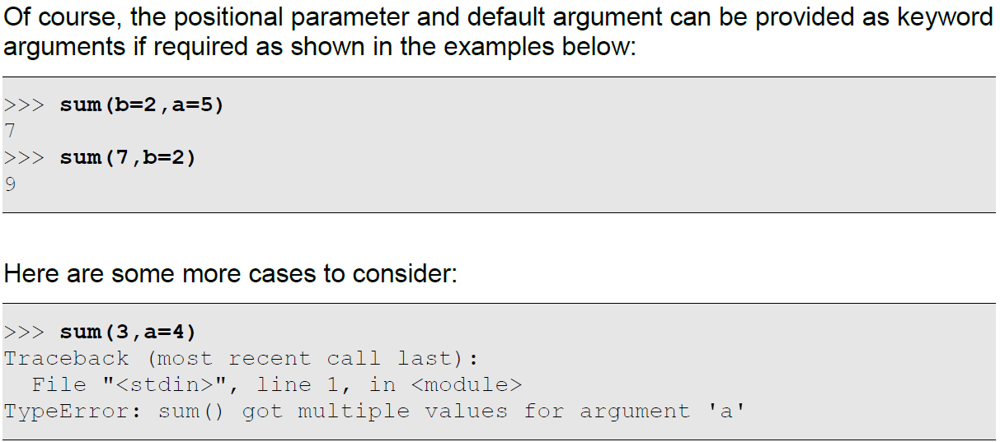 Of course, the positional parameter and default argument can be provided as keyword
arguments if required as shown in the examples below:
>>> sum(b=2,a=5)
7
>>> sum(7,b=2)
9
Here are some more cases to consider:
>>> sum(3,a=4)
Traceback (most recent call last):
  File "<stdin>", line 1, in <module>
TypeError: sum() got multiple values for argument 'a'